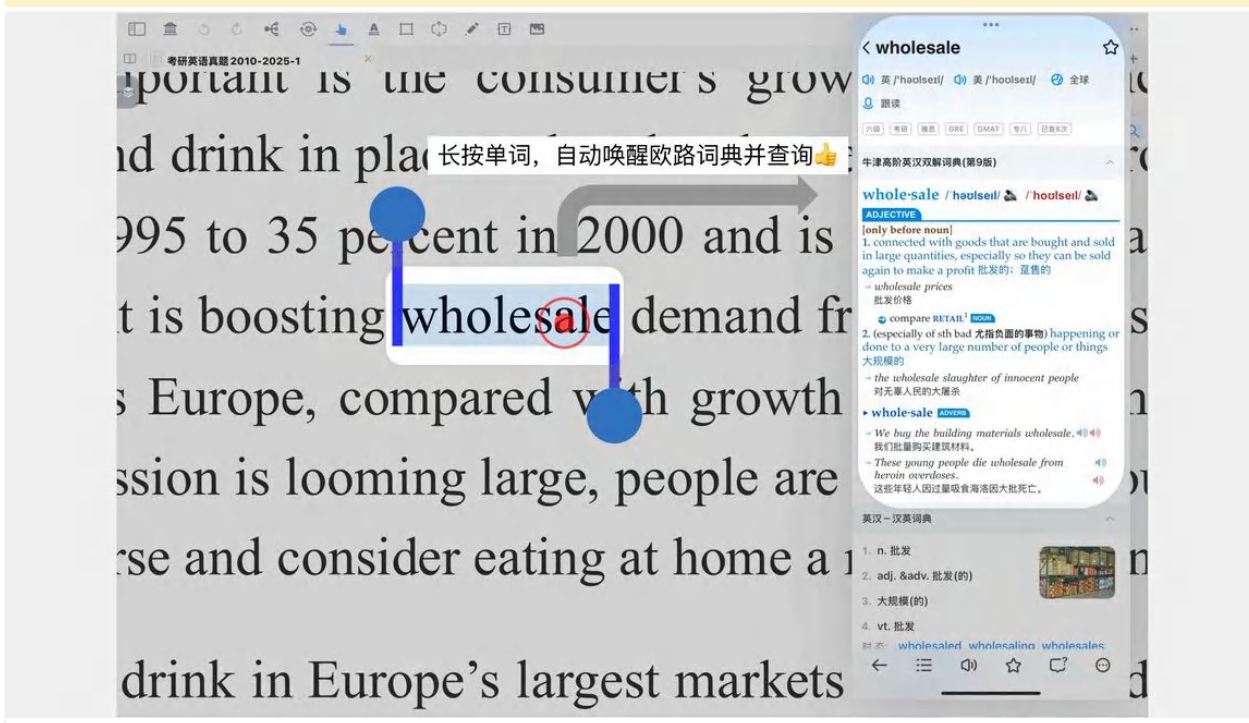 考研英语真题2010-2025-1
portant is the consumer's grow
nd drink in plac
长按单词，自动唤醒欧路词典并查询👍
995 to 35 per cent in 2000 and is
t is boosting wholesale demand fr
s Europe, compared with growth
ssion is looming large, people are
rse and consider eating at home a
drink in Europe's largest markets
wholesale
英 /ˈhəʊlseɪl/ 美 /ˈhoʊlseɪl/ 全球
跟读
六级 考研 雅思 GRE GMAT 专八 已查8次
牛津高阶英汉双解词典(第9版)
whole·sale /ˈhəʊlseɪl/ /ˈhoʊlseɪl/
ADJECTIVE
[only before noun]
1. connected with goods that are bought and sold
in large quantities, especially so they can be sold
again to make a profit 批发的；趸售的
wholesale prices
批发价格
compare RETAIL¹ NOUN
2. (especially of sth bad 尤指负面的事物) happening or
done to a very large number of people or things
大规模的
the wholesale slaughter of innocent people
对无辜人民的大屠杀
whole·sale ADVERB
We buy the building materials wholesale.
我们批量购买建筑材料。
These young people die wholesale from
heroin overdoses.
这些年轻人因过量吸食海洛因大批死亡。
英汉-汉英词典
1. n. 批发
2. adj. &adv. 批发(的)
3. 大规模(的)
4. vt. 批发
时态: wholesaled wholesaling wholesales